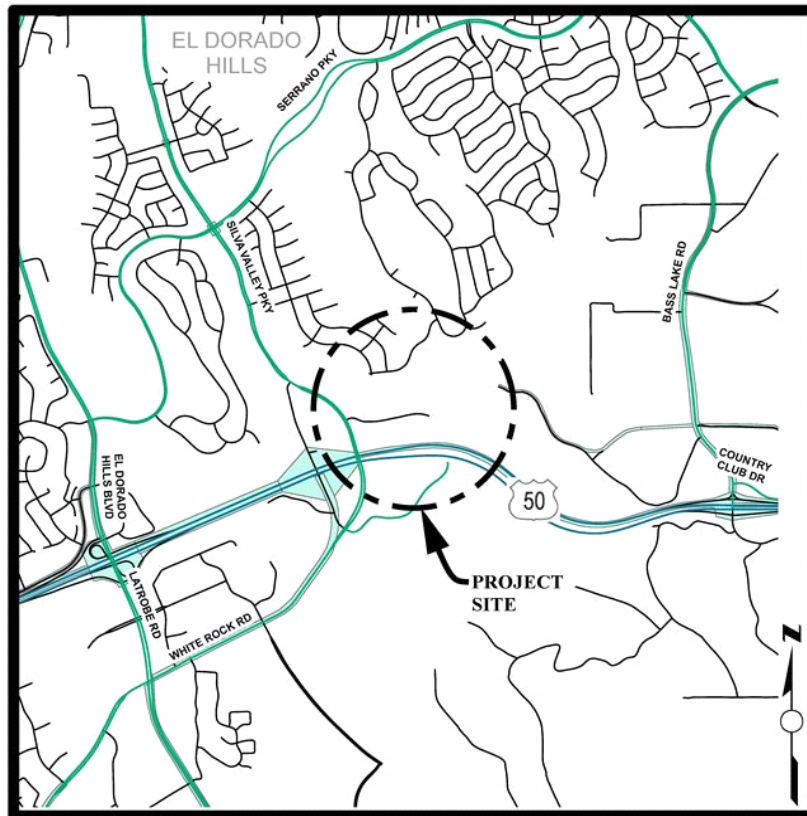 EL DORADO
HILLS
SERRANO PKY
SILVA VALLEY PKY
BASS LAKE RD
COUNTRY
CLUB DR
EL DORADO
HILLS BLVD
50
PROJECT
SITE
LATROBE RD
WHITE ROCK RD
N